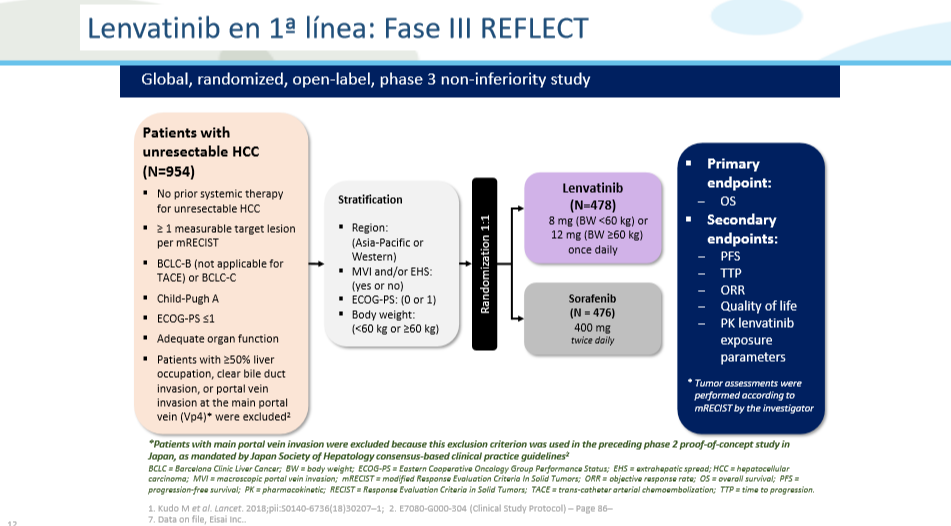 Lenvatinib en 1ª línea: Fase III REFLECT
Global, randomized, open-label, phase 3 non-inferiority study
Patients with
unresectable HCC
(N=954)
▪ No prior systemic therapy
for unresectable HCC
▪ ≥ 1 measurable target lesion
per mRECIST
▪ BCLC-B (not applicable for
TACE) or BCLC-C
▪ Child-Pugh A
▪ ECOG-PS ≤1
▪ Adequate organ function
▪ Patients with ≥50% liver
occupation, clear bile duct
invasion, or portal vein
invasion at the main portal
vein (Vp4)* were excluded²
Stratification
▪ Region:
(Asia-Pacific or
Western)
▪ MVI and/or EHS:
(yes or no)
▪ ECOG-PS: (0 or 1)
▪ Body weight:
(<60 kg or ≥60 kg)
Randomization 1:1
Lenvatinib
(N=478)
8 mg (BW <60 kg) or
12 mg (BW ≥60 kg)
once daily
Sorafenib
(N = 476)
400 mg
twice daily
▪ Primary
endpoint:
– OS
▪ Secondary
endpoints:
– PFS
– TTP
– ORR
– Quality of life
– PK lenvatinib
exposure
parameters
* Tumor assessments were
performed according to
mRECIST by the investigator
*Patients with main portal vein invasion were excluded because this exclusion criterion was used in the preceding phase 2 proof-of-concept study in
Japan, as mandated by Japan Society of Hepatology consensus-based clinical practice guidelines²
BCLC = Barcelona Clinic Liver Cancer; BW = body weight; ECOG-PS = Eastern Cooperative Oncology Group Performance Status; EHS = extrahepatic spread; HCC = hepatocellular
carcinoma; MVI = macroscopic portal vein invasion; mRECIST = modified Response Evaluation Criteria In Solid Tumors; ORR = objective response rate; OS = overall survival; PFS =
progression-free survival; PK = pharmacokinetic; RECIST = Response Evaluation Criteria in Solid Tumors; TACE = trans-catheter arterial chemoembolization; TTP = time to progression.
1. Kudo M et al. Lancet. 2018;pii:S0140-6736(18)30207–1; 2. E7080-G000-304 (Clinical Study Protocol) – Page 86–
7. Data on file, Eisai Inc..
12